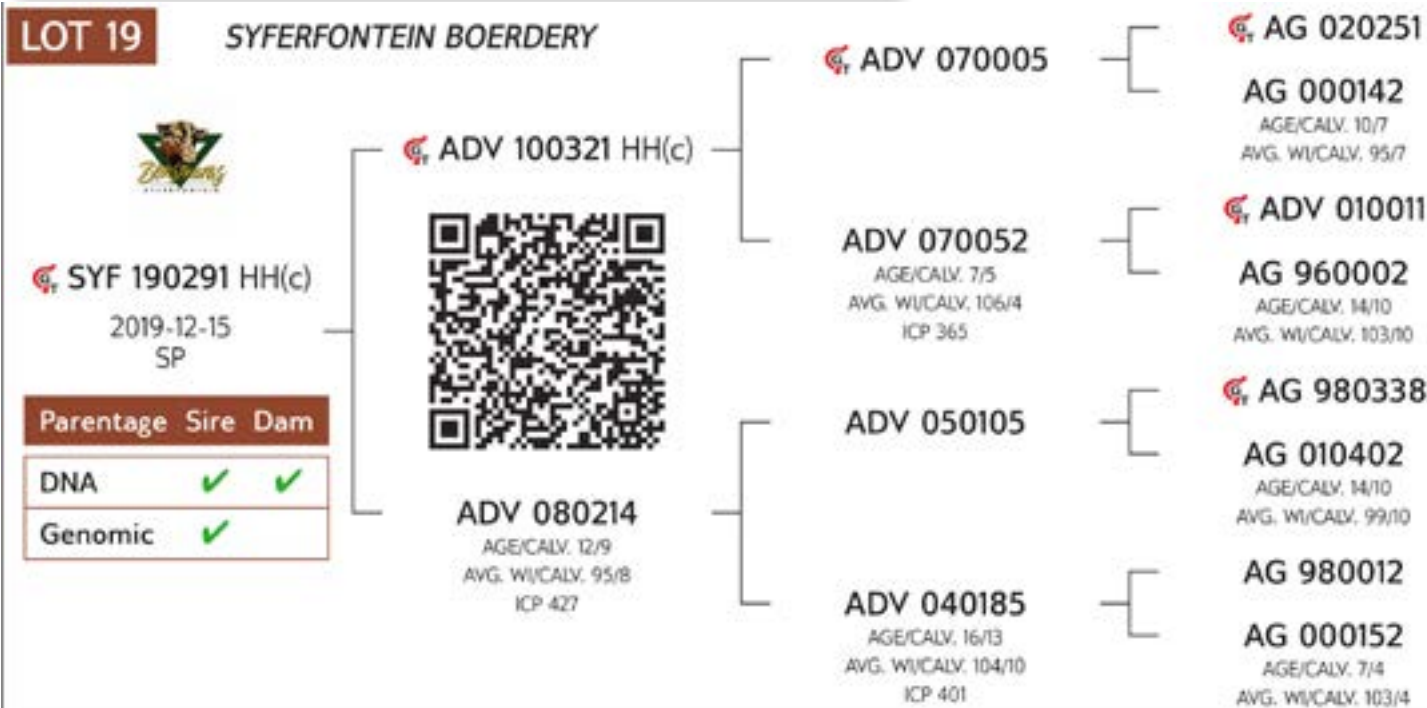 LOT 19
SYFERFONTEIN BOERDERY
SYF 190291 HH(c)
2019-12-15
SP
Parentage Sire Dam
DNA ✔ ✔
Genomic ✔
ADV 100321 HH(c)
ADV 080214
AGE/CALV. 12/9
AVG. WI/CALV. 95/8
ICP 427
ADV 070005
ADV 070052
AGE/CALV. 7/5
AVG. WI/CALV. 106/4
ICP 365
ADV 050105
ADV 040185
AGE/CALV. 16/13
AVG. WI/CALV. 104/10
ICP 401
AG 020251
AG 000142
AGE/CALV. 10/7
AVG. WI/CALV. 95/7
ADV 010011
AG 960002
AGE/CALV. 14/10
AVG. WI/CALV. 103/10
AG 980338
AG 010402
AGE/CALV. 14/10
AVG. WI/CALV. 99/10
AG 980012
AG 000152
AGE/CALV. 7/4
AVG. WI/CALV. 103/4